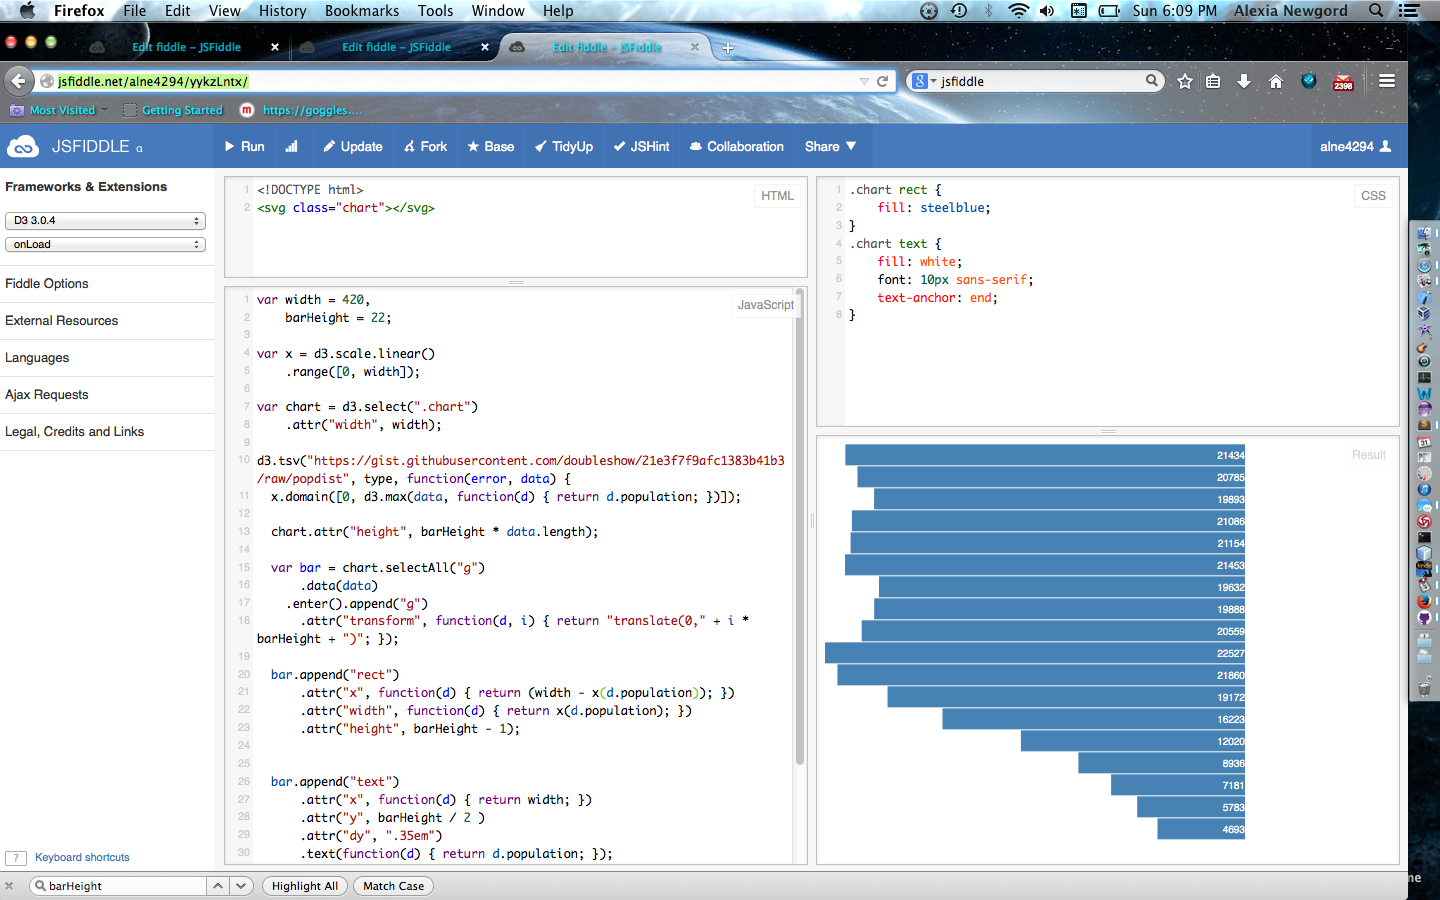 Firefox File Edit View History Bookmarks Tools Window Help Sun 6:09 PM Alexia Newgord
Edit fiddle – JSFiddle Edit fiddle – JSFiddle Edit fiddle – JSFiddle
jsfiddle.net/alne4294/yykzLntx/ jsfiddle 2398
Most Visited Getting Started https://goggles....
JSFIDDLE α Run Update Fork Base TidyUp JSHint Collaboration Share alne4294
Frameworks & Extensions
D3 3.0.4
onLoad
Fiddle Options
External Resources
Languages
Ajax Requests
Legal, Credits and Links
? Keyboard shortcuts
HTML
1 <!DOCTYPE html>
2 <svg class="chart"></svg>
JavaScript
1 var width = 420,
2 barHeight = 22;
3
4 var x = d3.scale.linear()
5 .range([0, width]);
6
7 var chart = d3.select(".chart")
8 .attr("width", width);
9
10 d3.tsv("https://gist.githubusercontent.com/doubleshow/21e3f7f9afc1383b41b3
/raw/popdist", type, function(error, data) {
11 x.domain([0, d3.max(data, function(d) { return d.population; })]);
12
13 chart.attr("height", barHeight * data.length);
14
15 var bar = chart.selectAll("g")
16 .data(data)
17 .enter().append("g")
18 .attr("transform", function(d, i) { return "translate(0," + i *
barHeight + ")"; });
19
20 bar.append("rect")
21 .attr("x", function(d) { return (width - x(d.population)); })
22 .attr("width", function(d) { return x(d.population); })
23 .attr("height", barHeight - 1);
24
25
26 bar.append("text")
27 .attr("x", function(d) { return width; })
28 .attr("y", barHeight / 2 )
29 .attr("dy", ".35em")
30 .text(function(d) { return d.population; });
CSS
1 .chart rect {
2 fill: steelblue;
3 }
4 .chart text {
5 fill: white;
6 font: 10px sans-serif;
7 text-anchor: end;
8 }
Result
21434
20785
19893
21086
21154
21453
19632
19888
20559
22527
21860
19172
16223
12020
8936
7181
5783
4693
barHeight Highlight All Match Case